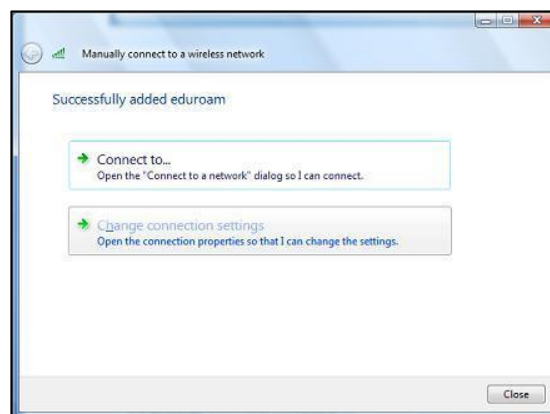 Manually connect to a wireless network
Successfully added eduroam
Connect to...
Open the "Connect to a network" dialog so I can connect.
Change connection settings
Open the connection properties so that I can change the settings.
Close